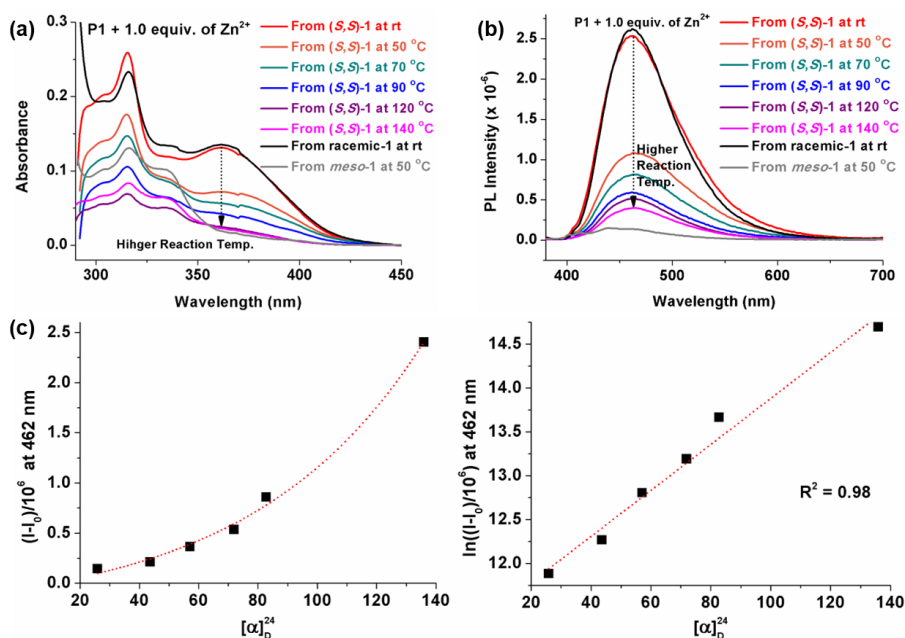 (a)
P1 + 1.0 equiv. of Zn²⁺
From (S,S)-1 at rt
From (S,S)-1 at 50 °C
From (S,S)-1 at 70 °C
From (S,S)-1 at 90 °C
From (S,S)-1 at 120 °C
From (S,S)-1 at 140 °C
From racemic-1 at rt
From meso-1 at 50 °C
Hihger Reaction Temp.
0.3
0.2
0.1
0.0
Absorbance
300
350
400
450
Wavelength (nm)
(b)
P1 + 1.0 equiv. of Zn²⁺
From (S,S)-1 at rt
From (S,S)-1 at 50 °C
From (S,S)-1 at 70 °C
From (S,S)-1 at 90 °C
From (S,S)-1 at 120 °C
From (S,S)-1 at 140 °C
From racemic-1 at rt
From meso-1 at 50 °C
Higher
Reaction
Temp.
3.0
2.5
2.0
1.5
1.0
0.5
0.0
PL Intensity (x 10⁻⁶)
400
500
600
700
Wavelength (nm)
(c)
2.5
2.0
1.5
1.0
0.5
0.0
(I-I₀)/10⁶ at 462 nm
20
40
60
80
100
120
140
[α]D²⁴
14.5
14.0
13.5
13.0
12.5
12.0
ln((I-I₀)/10⁶) at 462 nm
R² = 0.98
20
40
60
80
100
120
140
[α]D²⁴